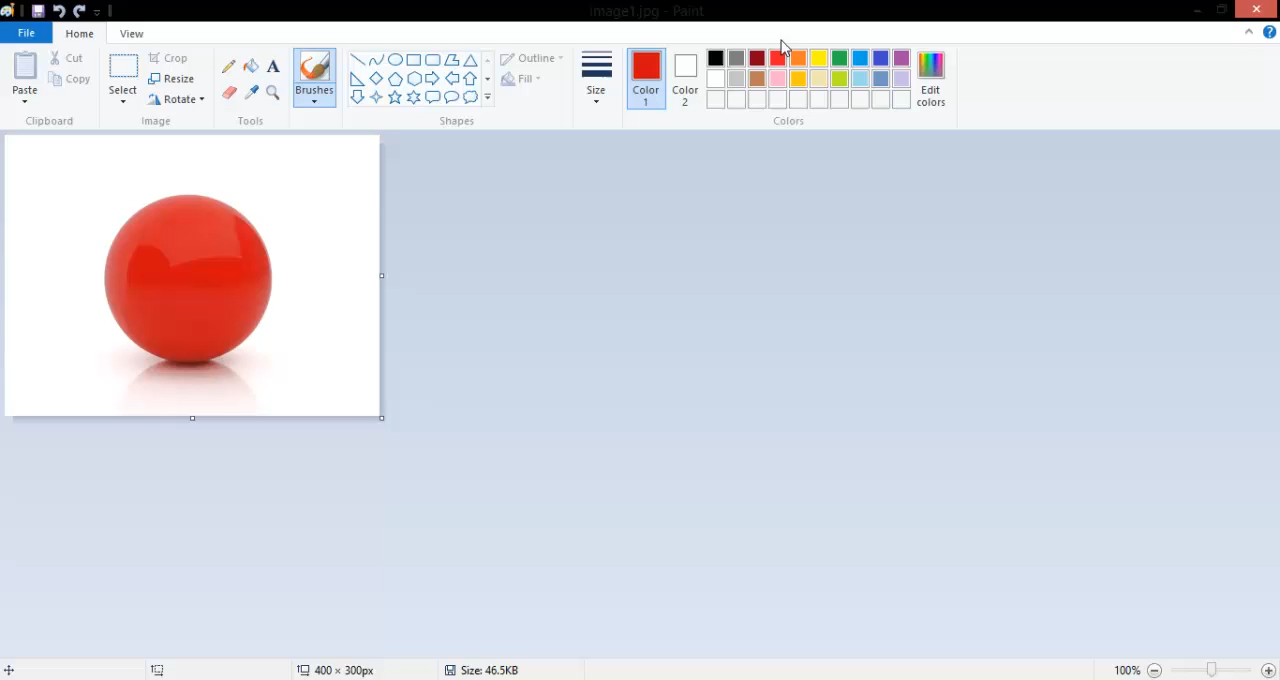 image1.jpg - Paint
File Home View
Paste
Cut
Copy
Clipboard
Select
Crop
Resize
Rotate
Image
A
Tools
Brushes
Outline
Fill
Shapes
Size
Color 1
Color 2
Edit colors
Colors
400 × 300px
Size: 46.5KB
100%